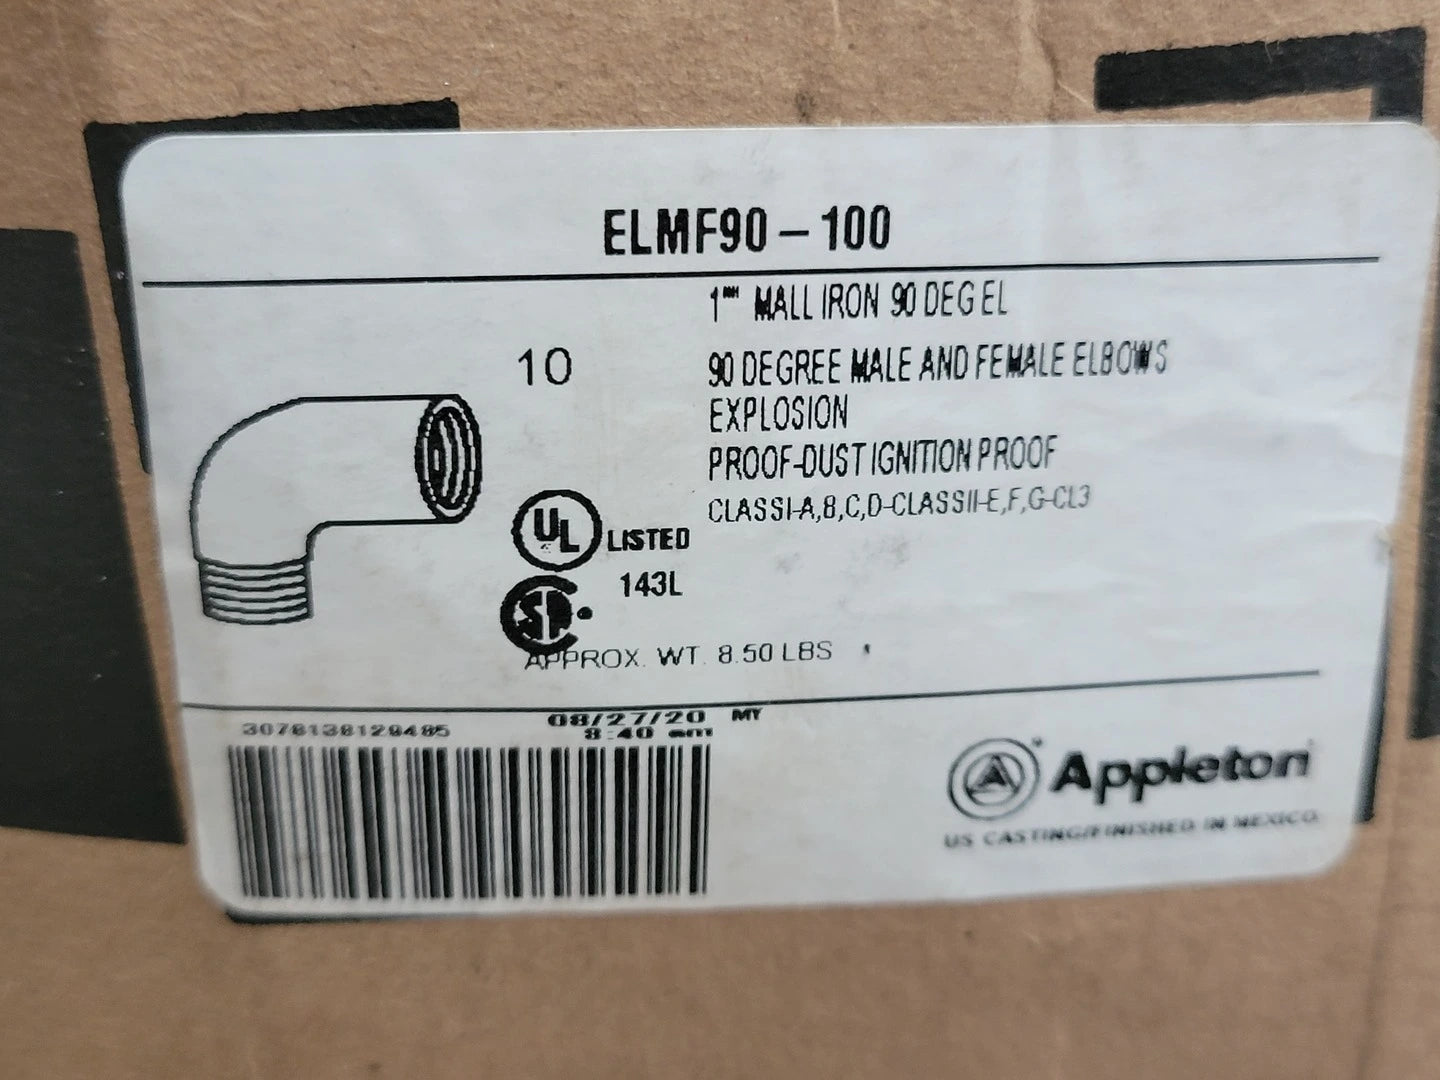 ELMF90-100
1"" MALL IRON 90 DEG EL
10
90 DEGREE MALE AND FEMALE ELBOWS
EXPLOSION
PROOF-DUST IGNITION PROOF
CLASSI-A,B,C,D-CLASSII-E,F,G-CL3
UL LISTED
143L
SP
APPROX. WT. 8.50 LBS
3078138129485
08/27/20 MY
8:40 am
A® Appleton
US CASTING/FINISHED IN MEXICO